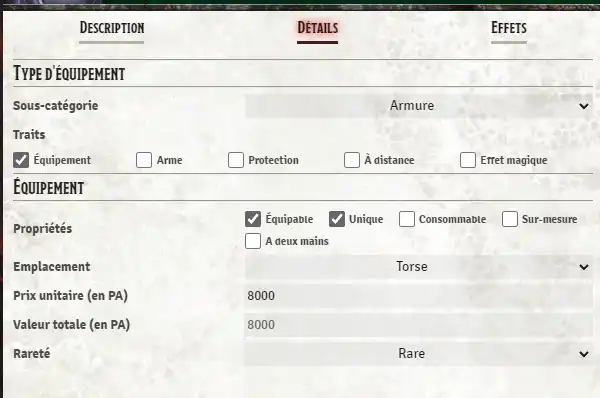 Description Détails Effets
Type d'équipement
Sous-catégorie Armure
Traits
Équipement Arme Protection À distance Effet magique
Équipement
Propriétés Équipable Unique Consommable Sur-mesure
A deux mains
Emplacement Torse
Prix unitaire (en PA) 8000
Valeur totale (en PA) 8000
Rareté Rare